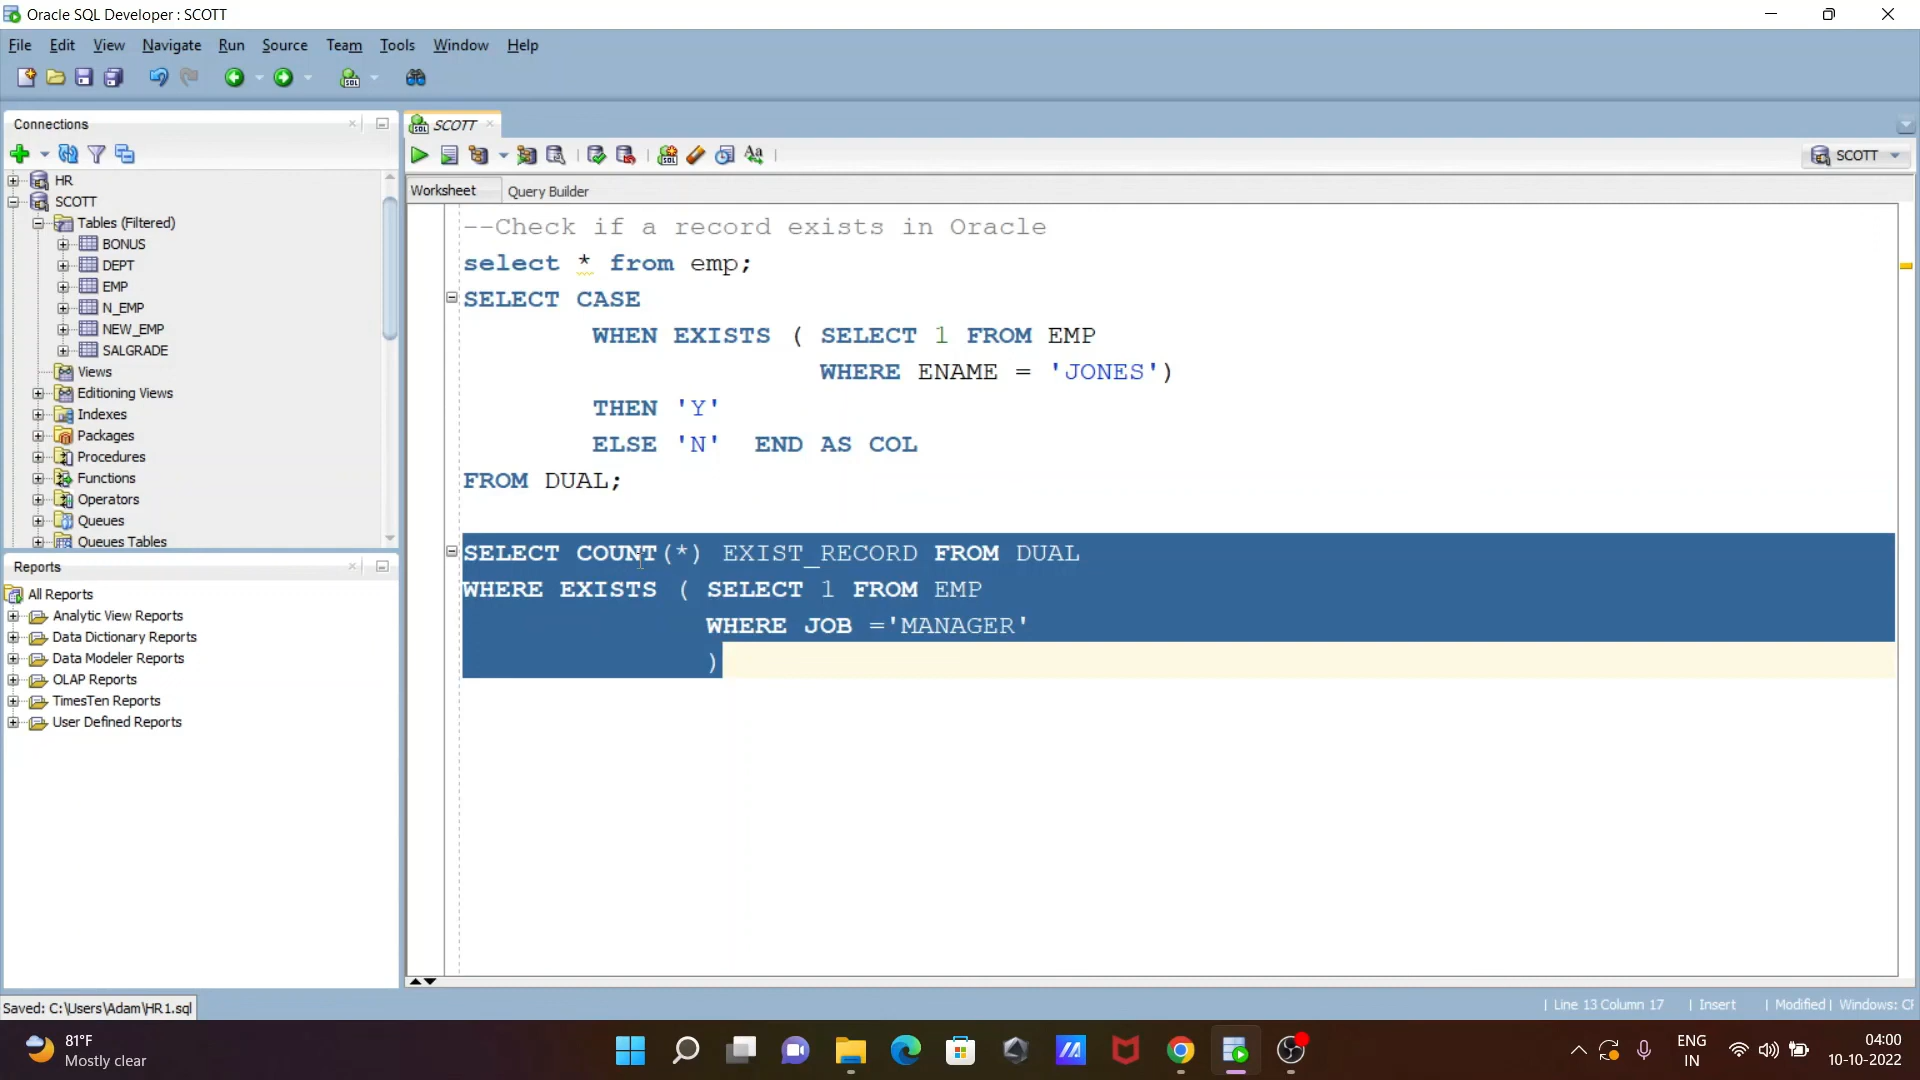 Oracle SQL Developer : SCOTT
File Edit View Navigate Run Source Team Tools Window Help
Connections
HR
SCOTT
Tables (Filtered)
BONUS
DEPT
EMP
N_EMP
NEW_EMP
SALGRADE
Views
Editioning Views
Indexes
Packages
Procedures
Functions
Operators
Queues
Queues Tables
Reports
All Reports
Analytic View Reports
Data Dictionary Reports
Data Modeler Reports
OLAP Reports
TimesTen Reports
User Defined Reports
SCOTT
SCOTT
Worksheet Query Builder
--Check if a record exists in Oracle
select * from emp;
SELECT CASE
WHEN EXISTS ( SELECT 1 FROM EMP
WHERE ENAME = 'JONES')
THEN 'Y'
ELSE 'N' END AS COL
FROM DUAL;
SELECT COUNT(*) EXIST_RECORD FROM DUAL
WHERE EXISTS ( SELECT 1 FROM EMP
WHERE JOB ='MANAGER'
)
Saved: C:\Users\Adam\HR1.sql
| Line 13 Column 17 | Insert | Modified | Windows: CF
81°F
Mostly clear
ENG
IN
04:00
10-10-2022